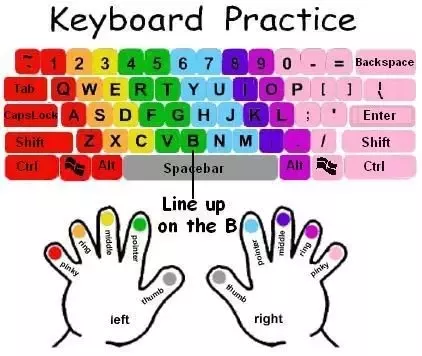 Keyboard Practice
~ 1 2 3 4 5 6 7 8 9 0 - = Backspace
Tab Q W E R T Y U I O P [ ] \
CapsLock A S D F G H J K L ; ' Enter
Shift Z X C V B N M , . / Shift
Ctrl Alt Spacebar Alt Ctrl
Line up
on the B
pinky ring middle pointer thumb
left
thumb pointer middle ring pinky
right